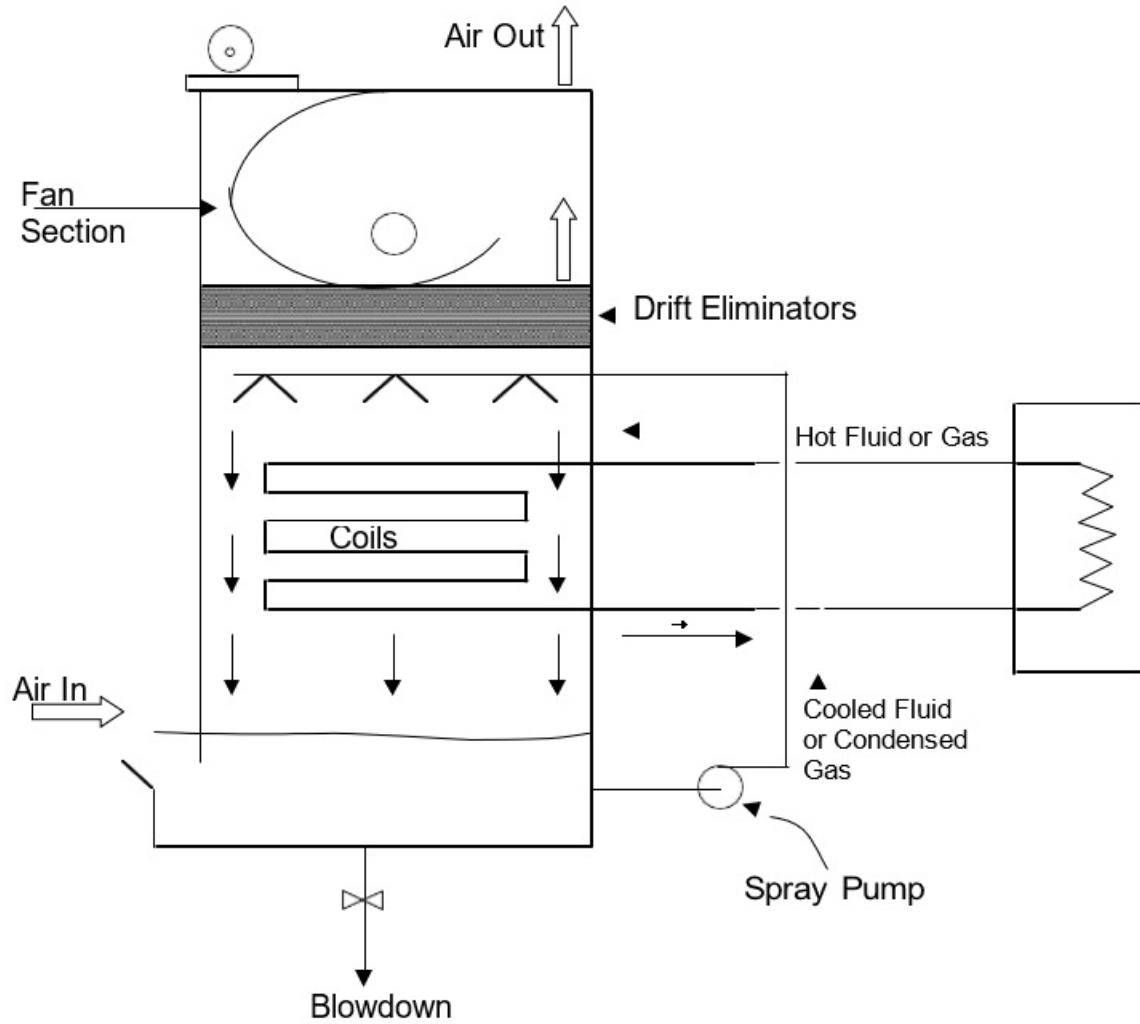 Air Out
Fan
Section
Drift Eliminators
Hot Fluid or Gas
Coils
Air In
Cooled Fluid
or Condensed
Gas
Spray Pump
Blowdown